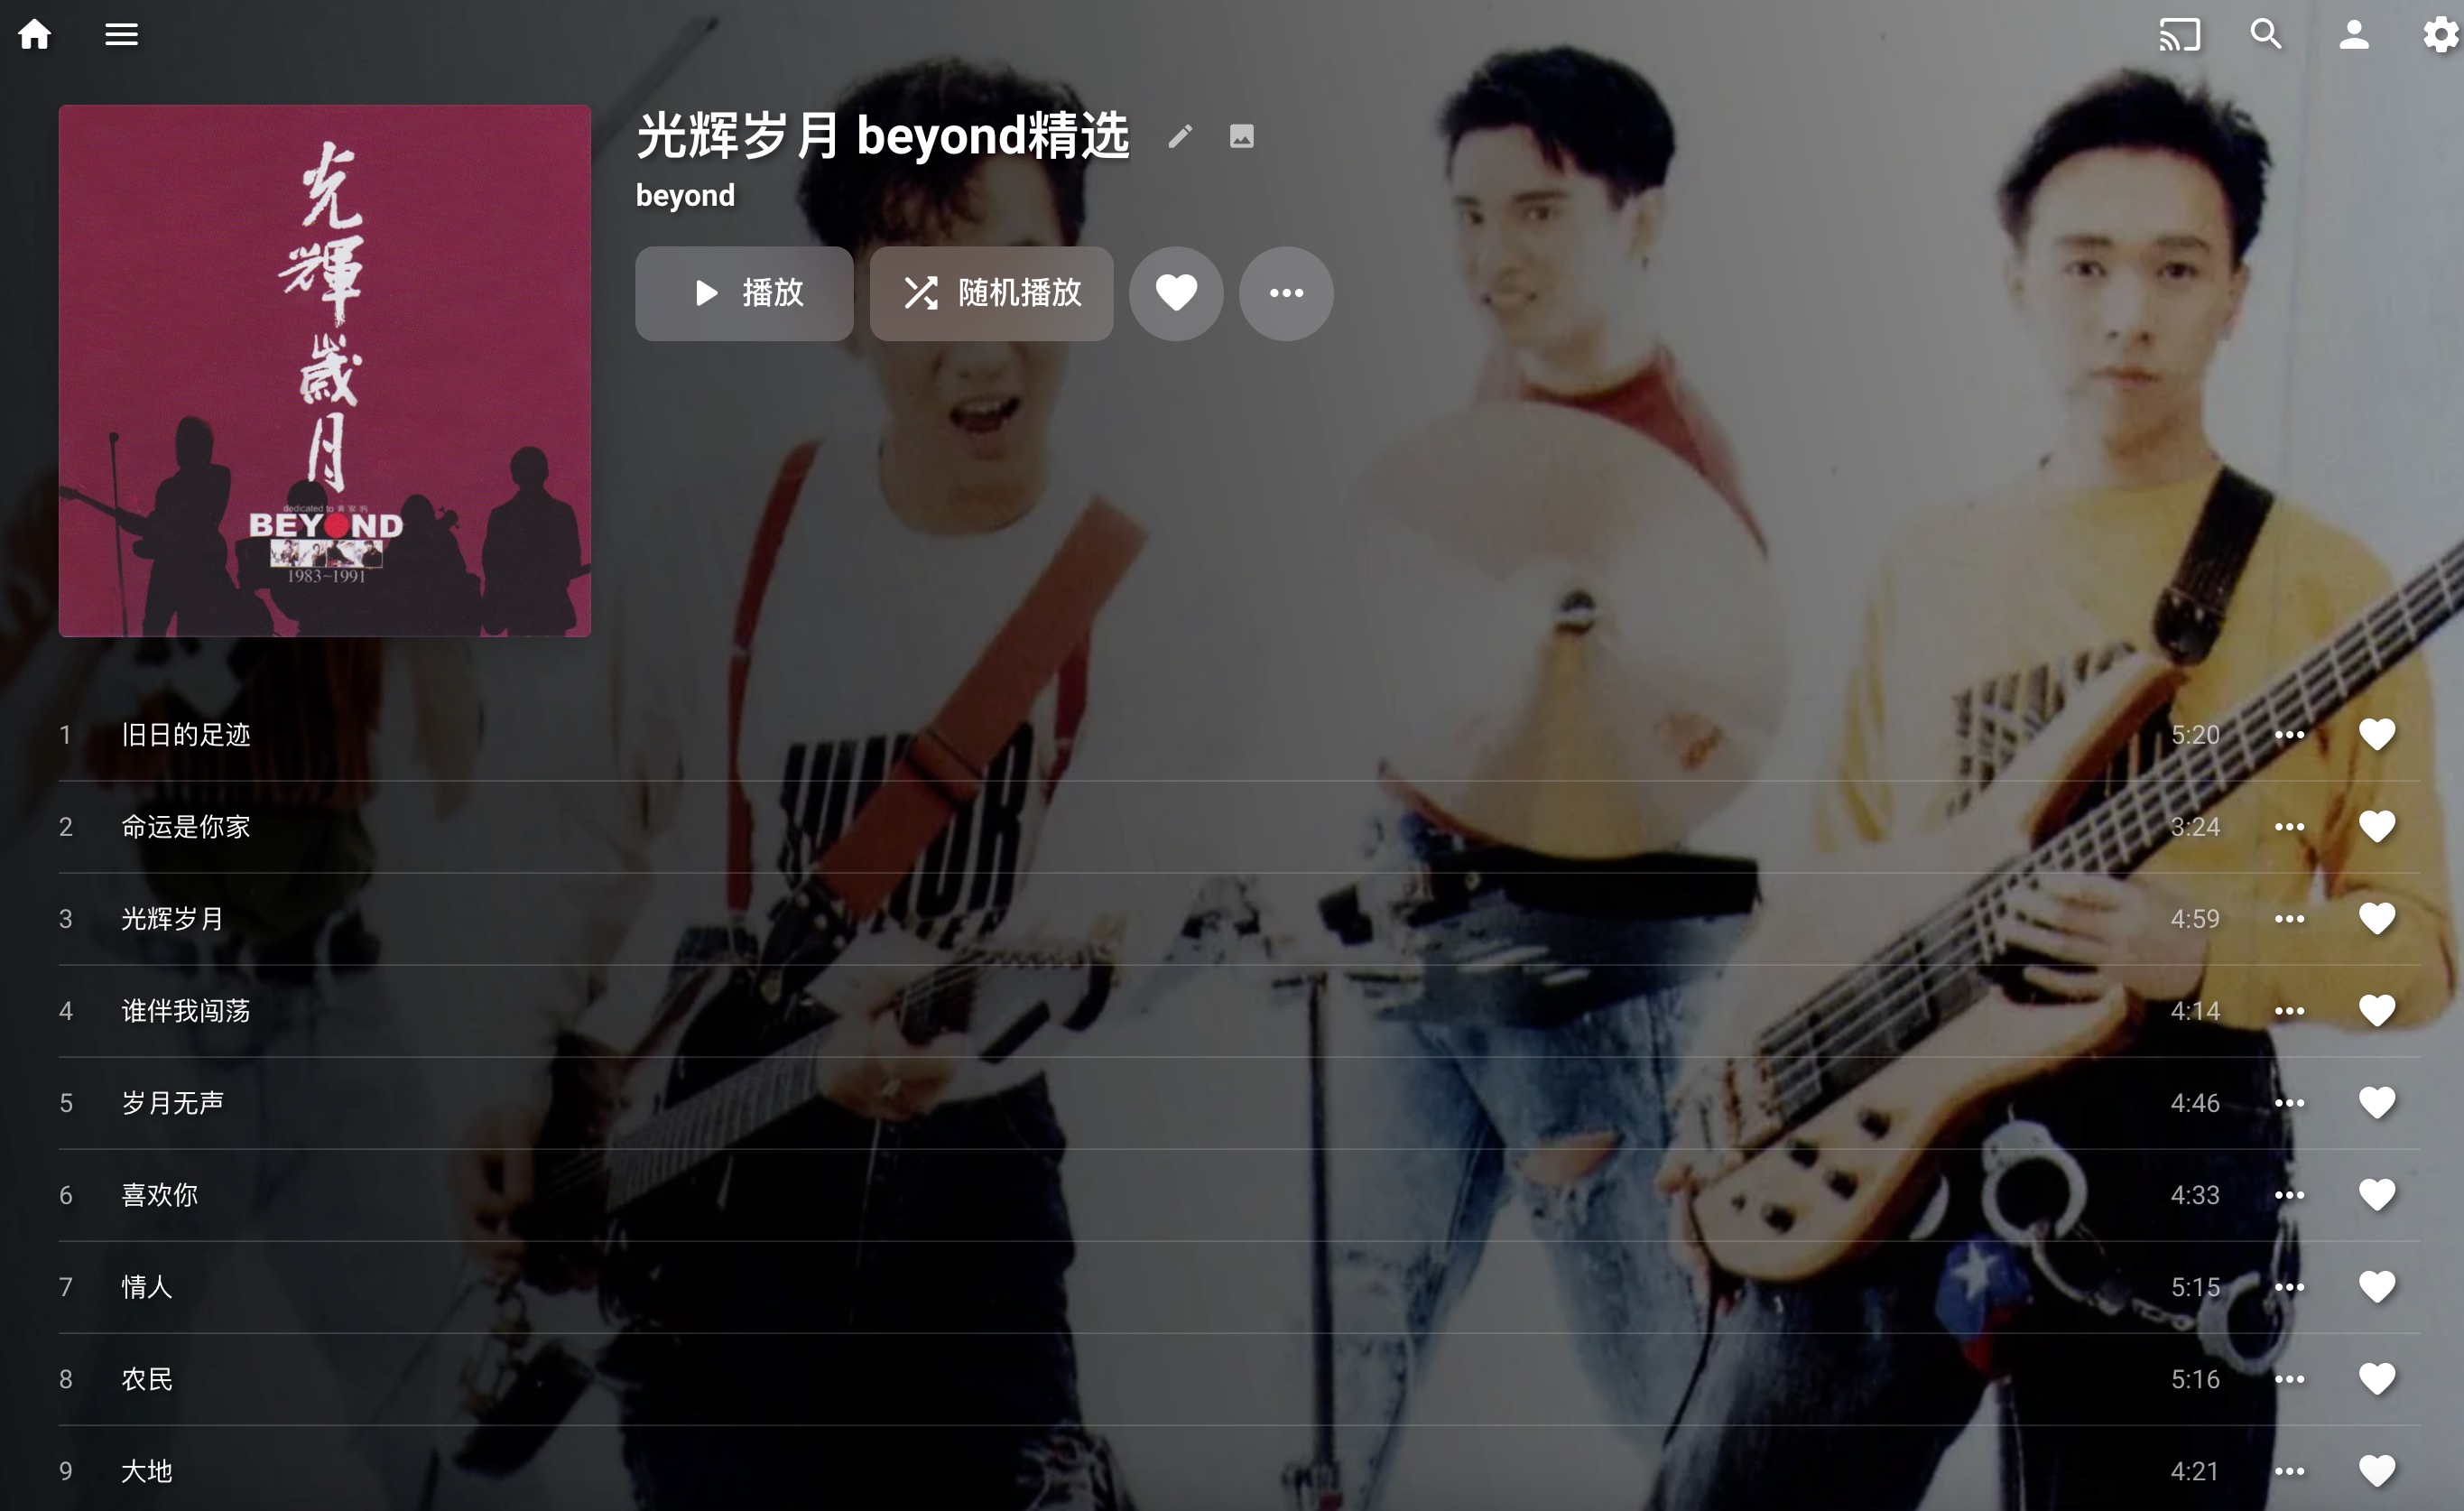 光辉岁月 beyond精选
beyond
播放
随机播放
光
輝
歲
月
dedicated to 黃 家 駒
BEYOND
1983~1991
1 旧日的足迹 5:20
2 命运是你家 3:24
3 光辉岁月 4:59
4 谁伴我闯荡 4:14
5 岁月无声 4:46
6 喜欢你 4:33
7 情人 5:15
8 农民 5:16
9 大地 4:21